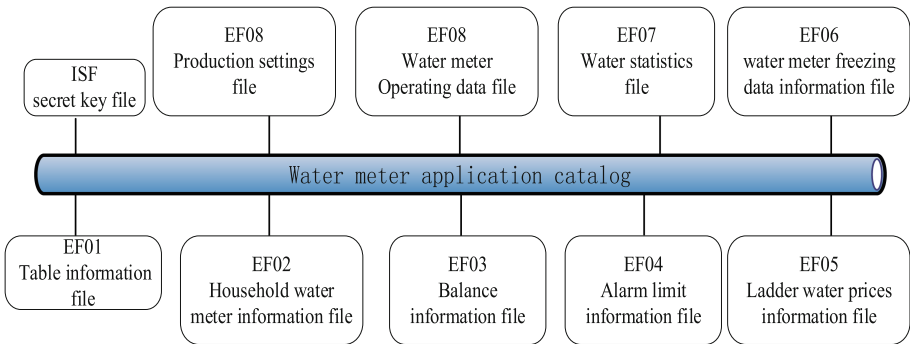 ISF
secret key file
EF08
Production settings
file
EF08
Water meter
Operating data file
EF07
Water statistics
file
EF06
water meter freezing
data information file
Water meter application catalog
EF01
Table information
file
EF02
Household water
meter information file
EF03
Balance
information file
EF04
Alarm limit
information file
EF05
Ladder water prices
information file